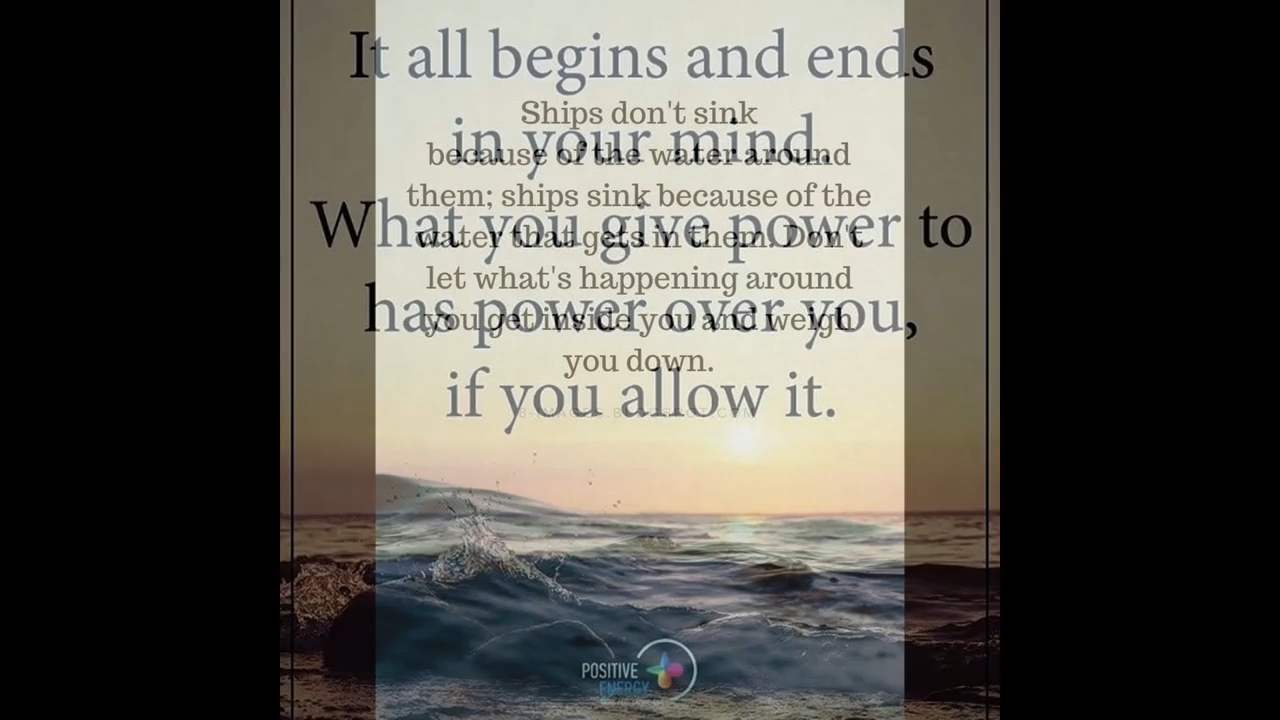 It all begins and ends
in your mind.
What you give power to
has power over you,
if you allow it.
Ships don't sink
because of the water around
them; ships sink because of the
water that gets in them. Don't
let what's happening around
you get inside you and weigh
you down.
POSITIVE
ENERGY